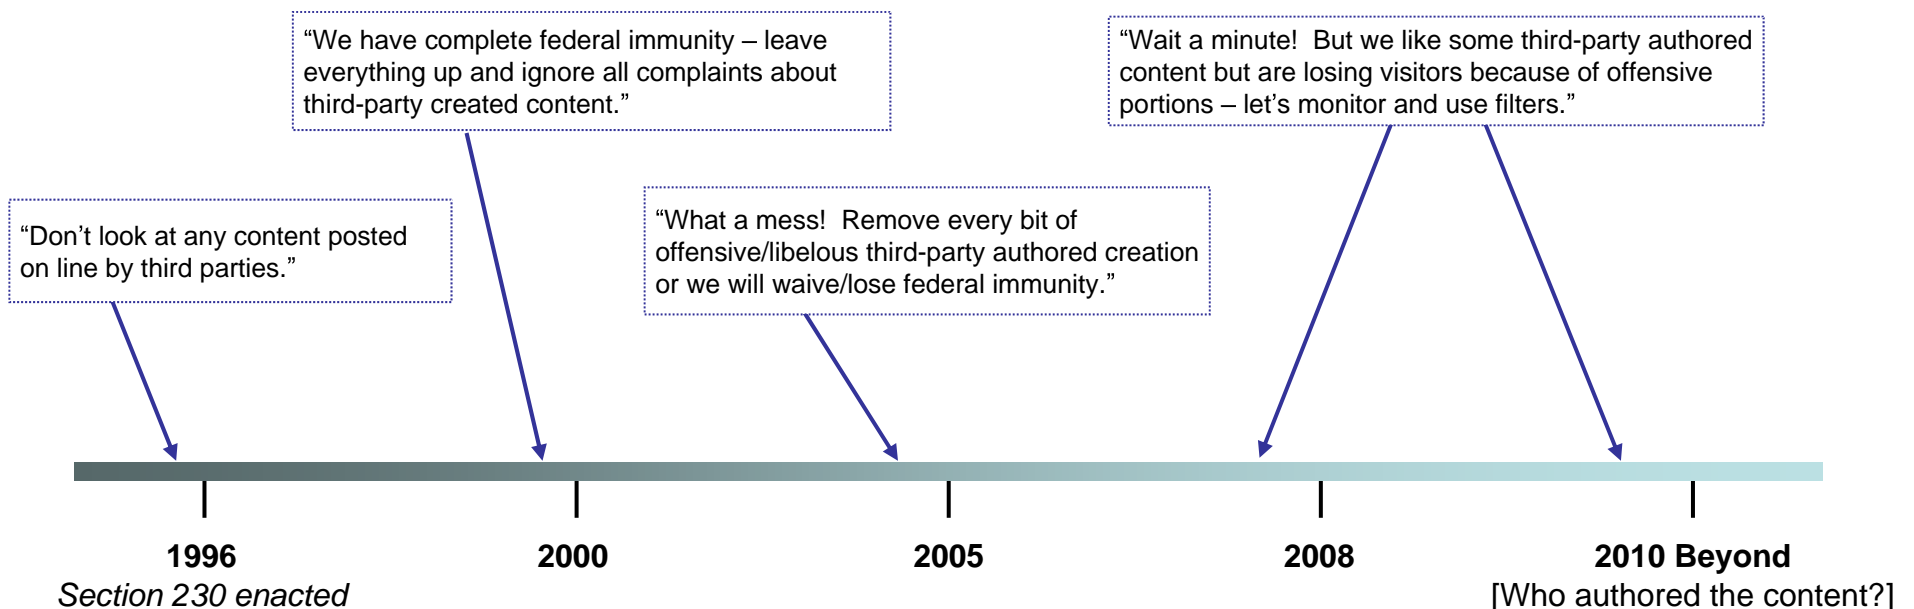 “We have complete federal immunity – leave
everything up and ignore all complaints about
third-party created content.”
“Wait a minute!  But we like some third-party authored
content but are losing visitors because of offensive
portions – let’s monitor and use filters.”
“Don’t look at any content posted
on line by third parties.”
“What a mess!  Remove every bit of
offensive/libelous third-party authored creation
or we will waive/lose federal immunity.”
1996
Section 230 enacted
2000
2005
2008
2010 Beyond
[Who authored the content?]